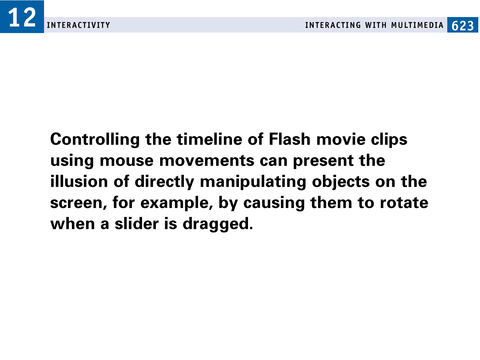 12 INTERACTIVITY INTERACTING WITH MULTIMEDIA 623
Controlling the timeline of Flash movie clips
using mouse movements can present the
illusion of directly manipulating objects on the
screen, for example, by causing them to rotate
when a slider is dragged.